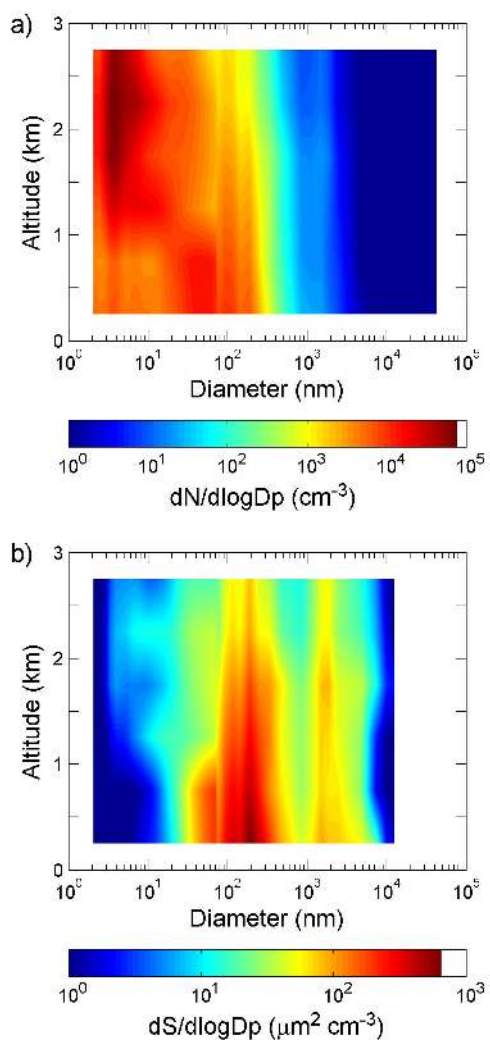 a)
3
2
1
0
Altitude (km)
10⁰ 10¹ 10² 10³ 10⁴ 10⁵
Diameter (nm)
10⁰ 10¹ 10² 10³ 10⁴ 10⁵
dN/dlogDp (cm⁻³)
b)
3
2
1
0
Altitude (km)
10⁰ 10¹ 10² 10³ 10⁴ 10⁵
Diameter (nm)
10⁰ 10¹ 10² 10³
dS/dlogDp (μm² cm⁻³)